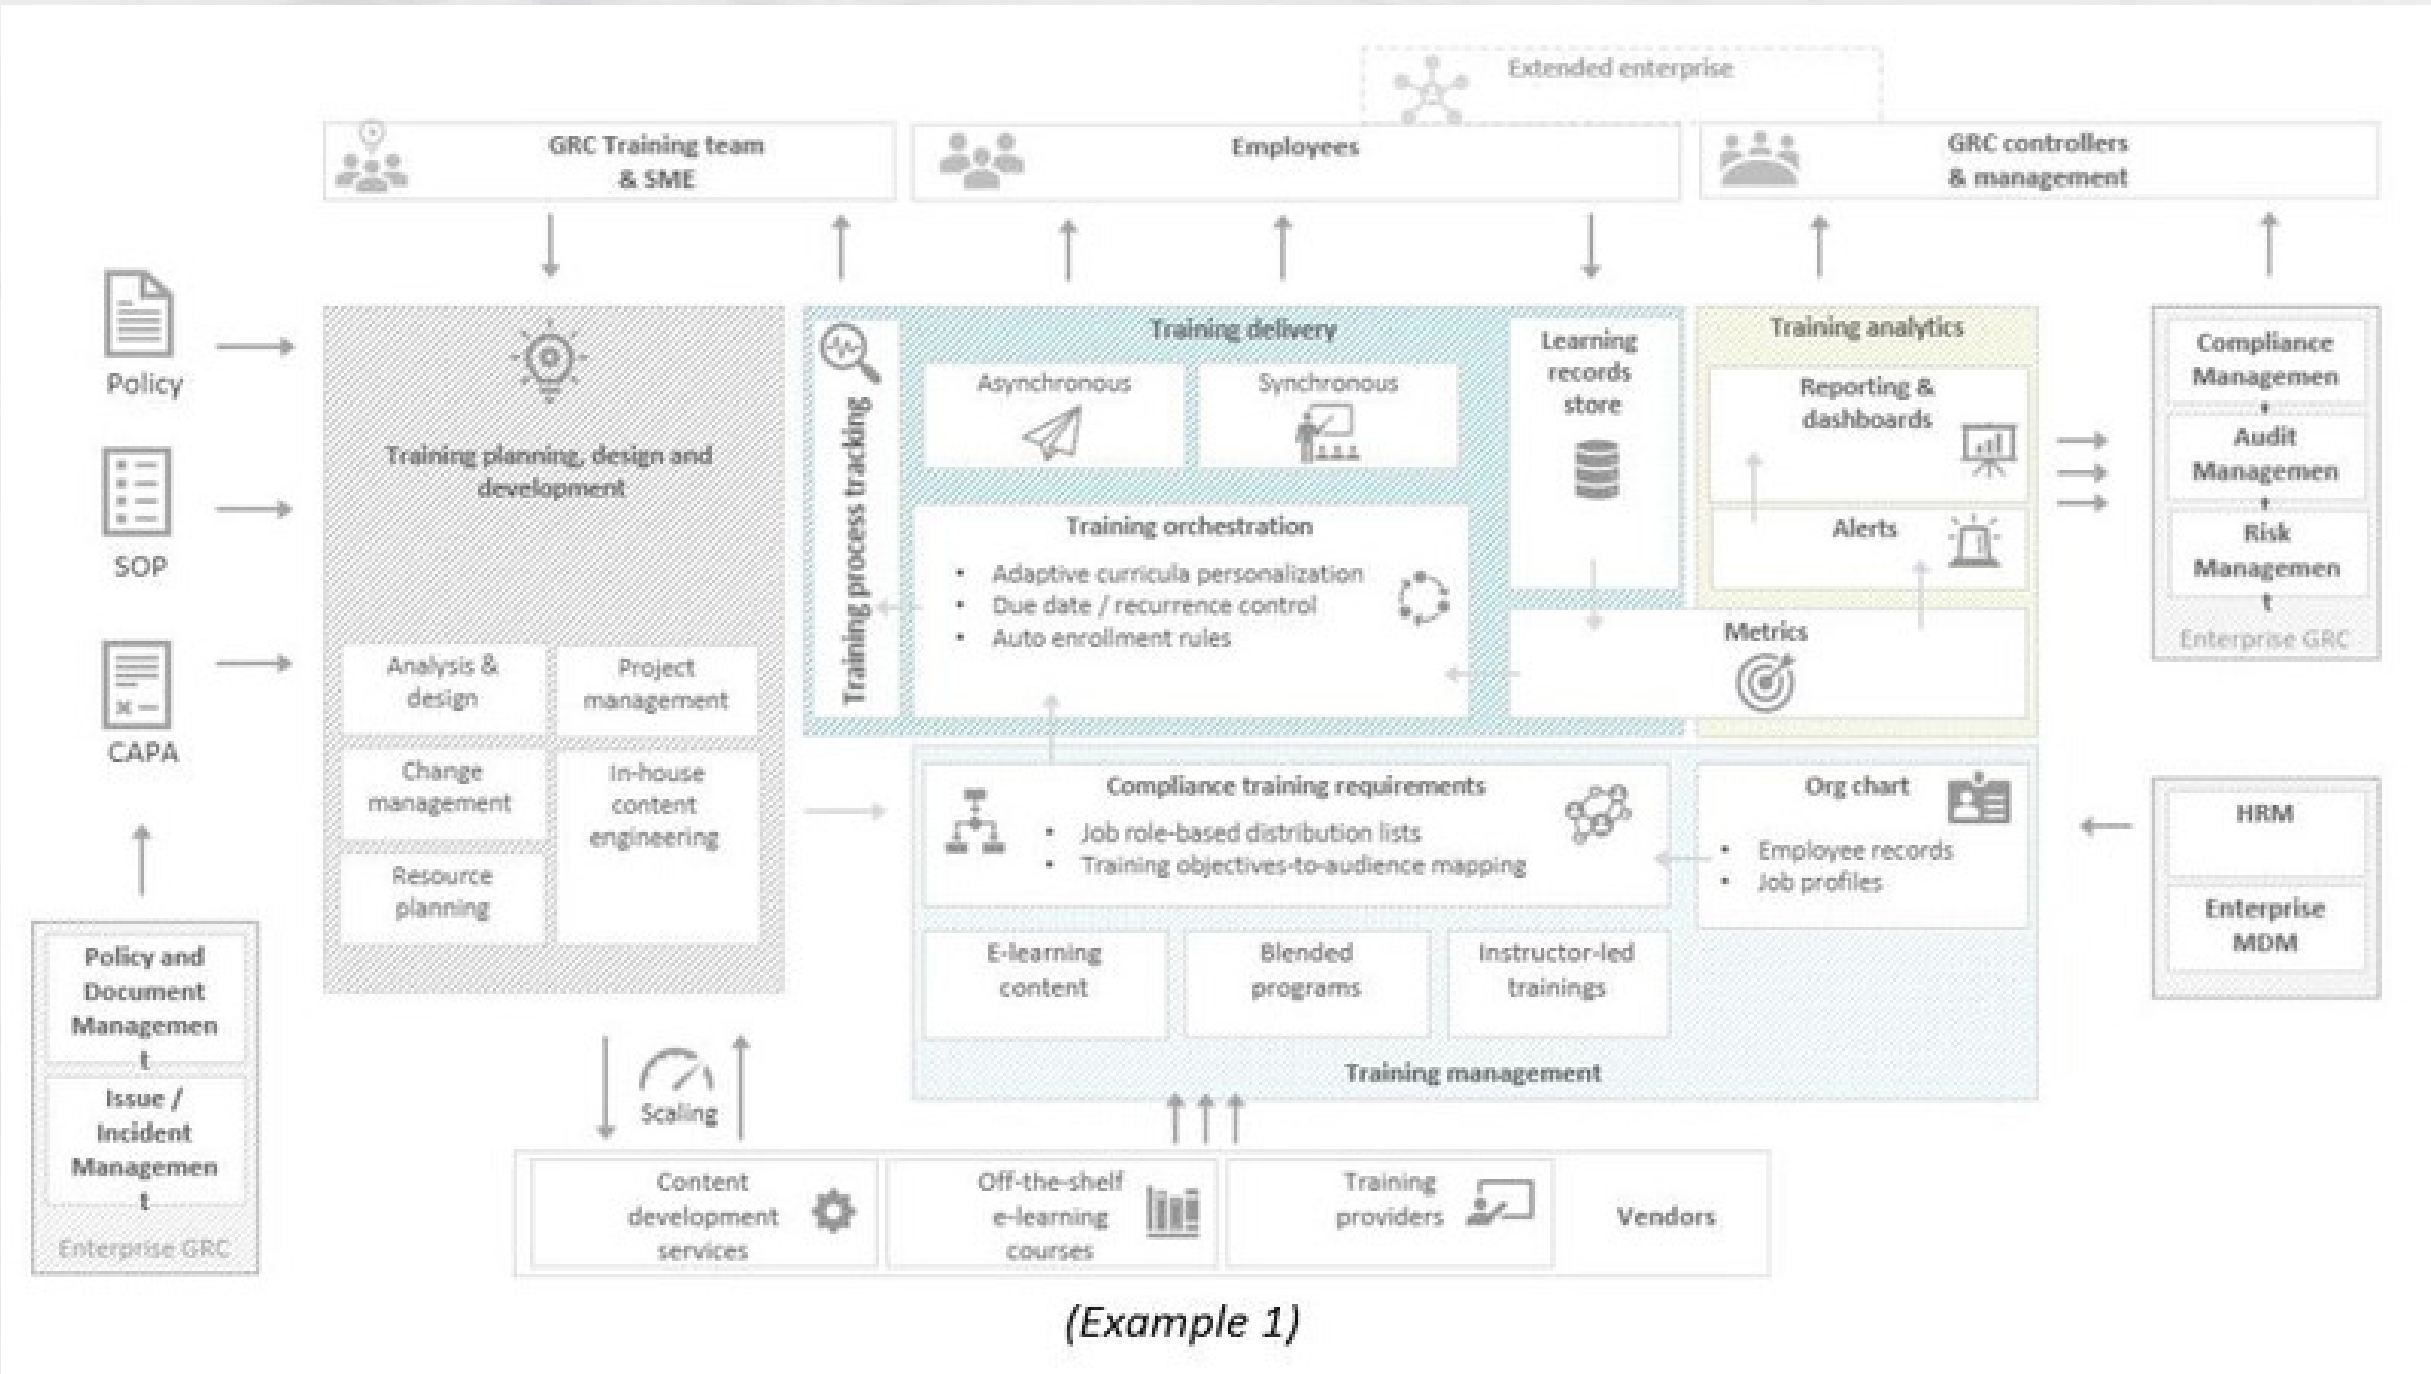 Extended enterprise
GRC Training team
& SME
Employees
GRC controllers
& management
Policy
SOP
CAPA
Policy and
Document
Managemen
t
Issue /
Incident
Managemen
t
Enterprise GRC
Training planning, design and
development
Analysis &
design
Project
management
Change
management
In-house
content
engineering
Resource
planning
Training process tracking
Training delivery
Asynchronous
Synchronous
Training orchestration
• Adaptive curricula personalization
• Due date / recurrence control
• Auto enrollment rules
Learning
records
store
Training analytics
Reporting &
dashboards
Alerts
Metrics
Compliance
Managemen
t
Audit
Managemen
t
Risk
Managemen
t
Enterprise GRC
Compliance training requirements
• Job role-based distribution lists
• Training objectives-to-audience mapping
Org chart
• Employee records
• Job profiles
HRM
Enterprise
MDM
E-learning
content
Blended
programs
Instructor-led
trainings
Training management
Scaling
Content
development
services
Off-the-shelf
e-learning
courses
Training
providers
Vendors
(Example 1)